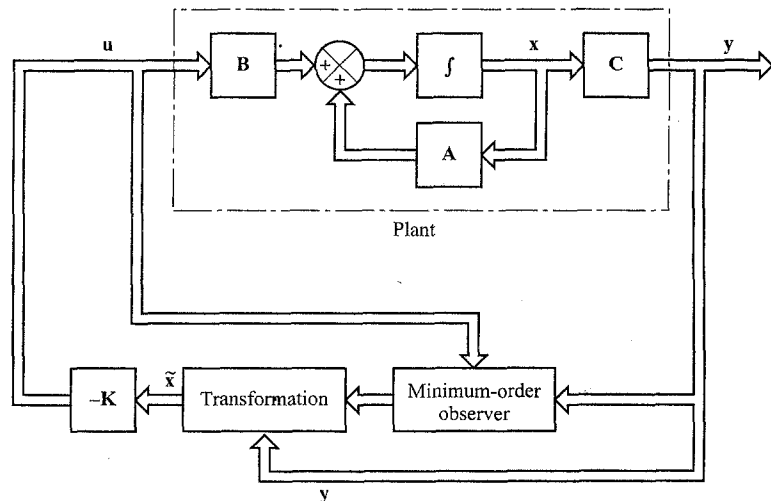 u
B
+
+
∫
x
C
y
A
Plant
-K
x̃
Transformation
Minimum-order
observer
y